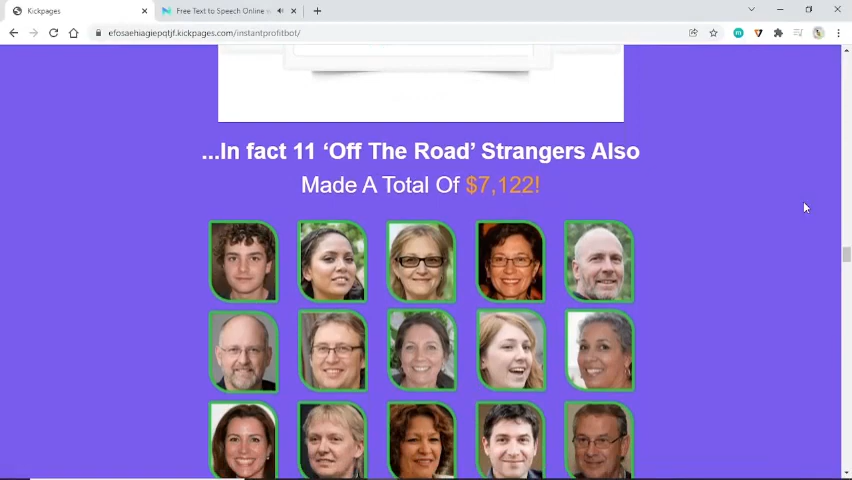 Kickpages
Free Text to Speech Online
efosaehiagiepqtjf.kickpages.com/instantprofitbot/
...In fact 11 ‘Off The Road’ Strangers Also
Made A Total Of $7,122!